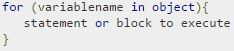 for (variablename in object){
   statement or block to execute
}